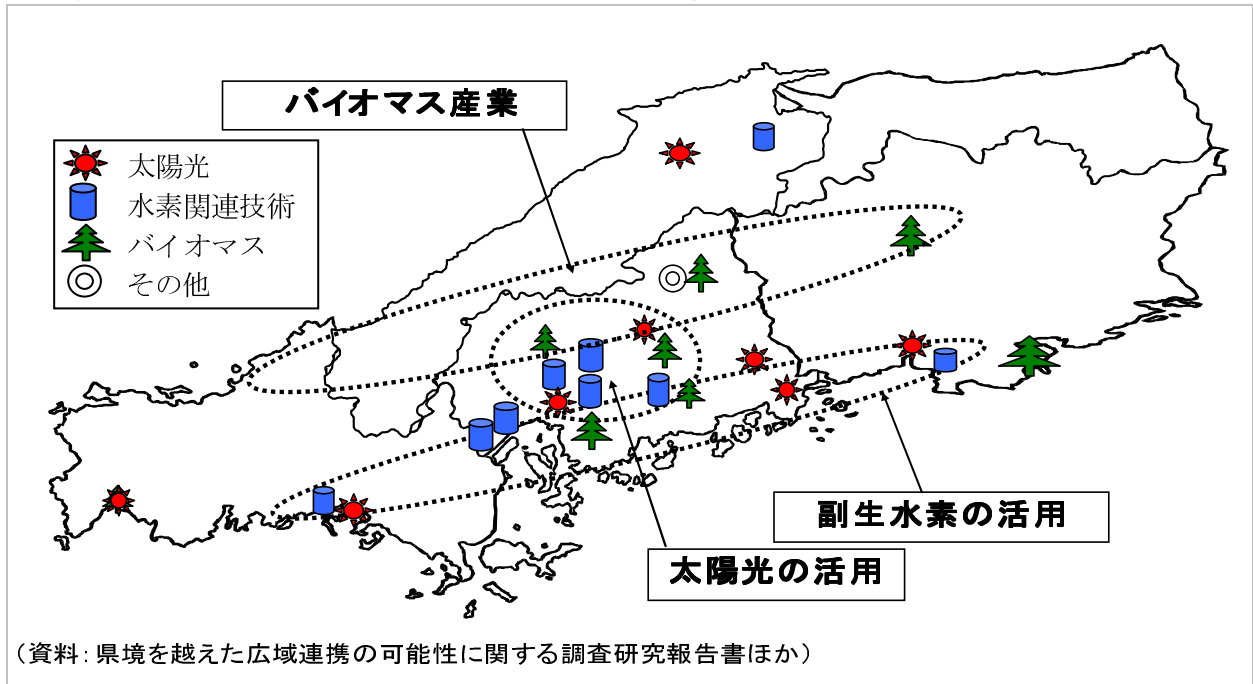 バイオマス産業
太陽光
水素関連技術
バイオマス
その他
副生水素の活用
太陽光の活用
（資料：県境を越えた広域連携の可能性に関する調査研究報告書ほか）